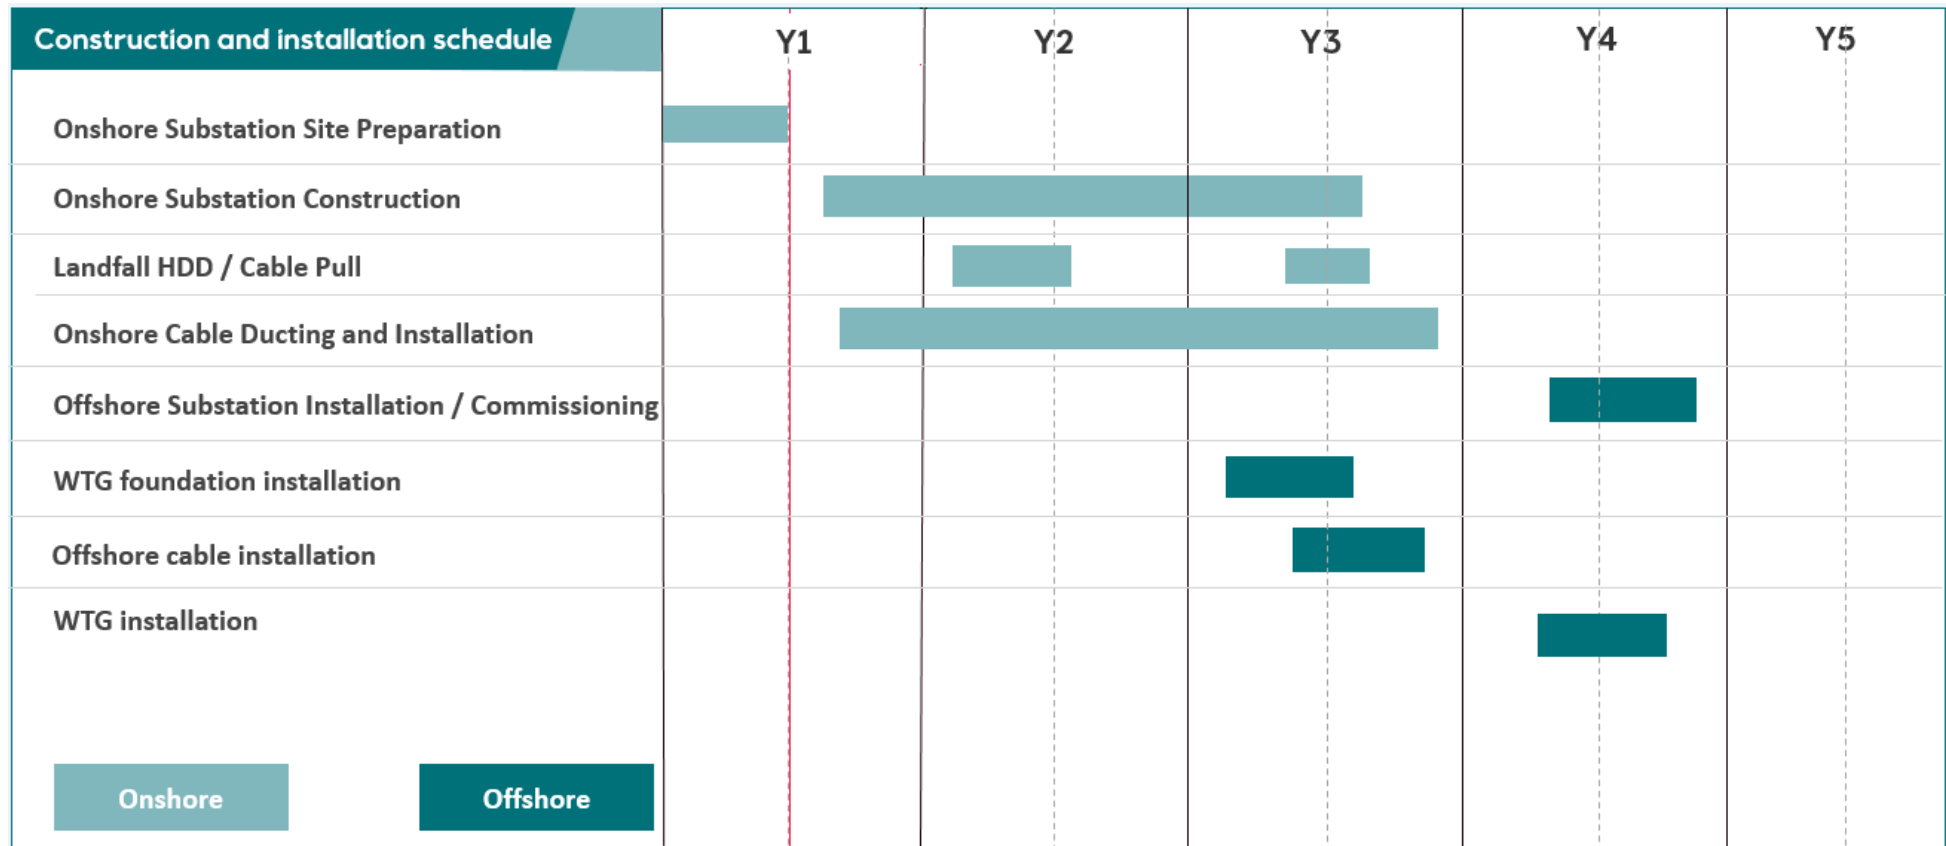 Construction and installation schedule
Y1 Y2 Y3 Y4 Y5
Onshore Substation Site Preparation
Onshore Substation Construction
Landfall HDD / Cable Pull
Onshore Cable Ducting and Installation
Offshore Substation Installation / Commissioning
WTG foundation installation
Offshore cable installation
WTG installation
Onshore Offshore